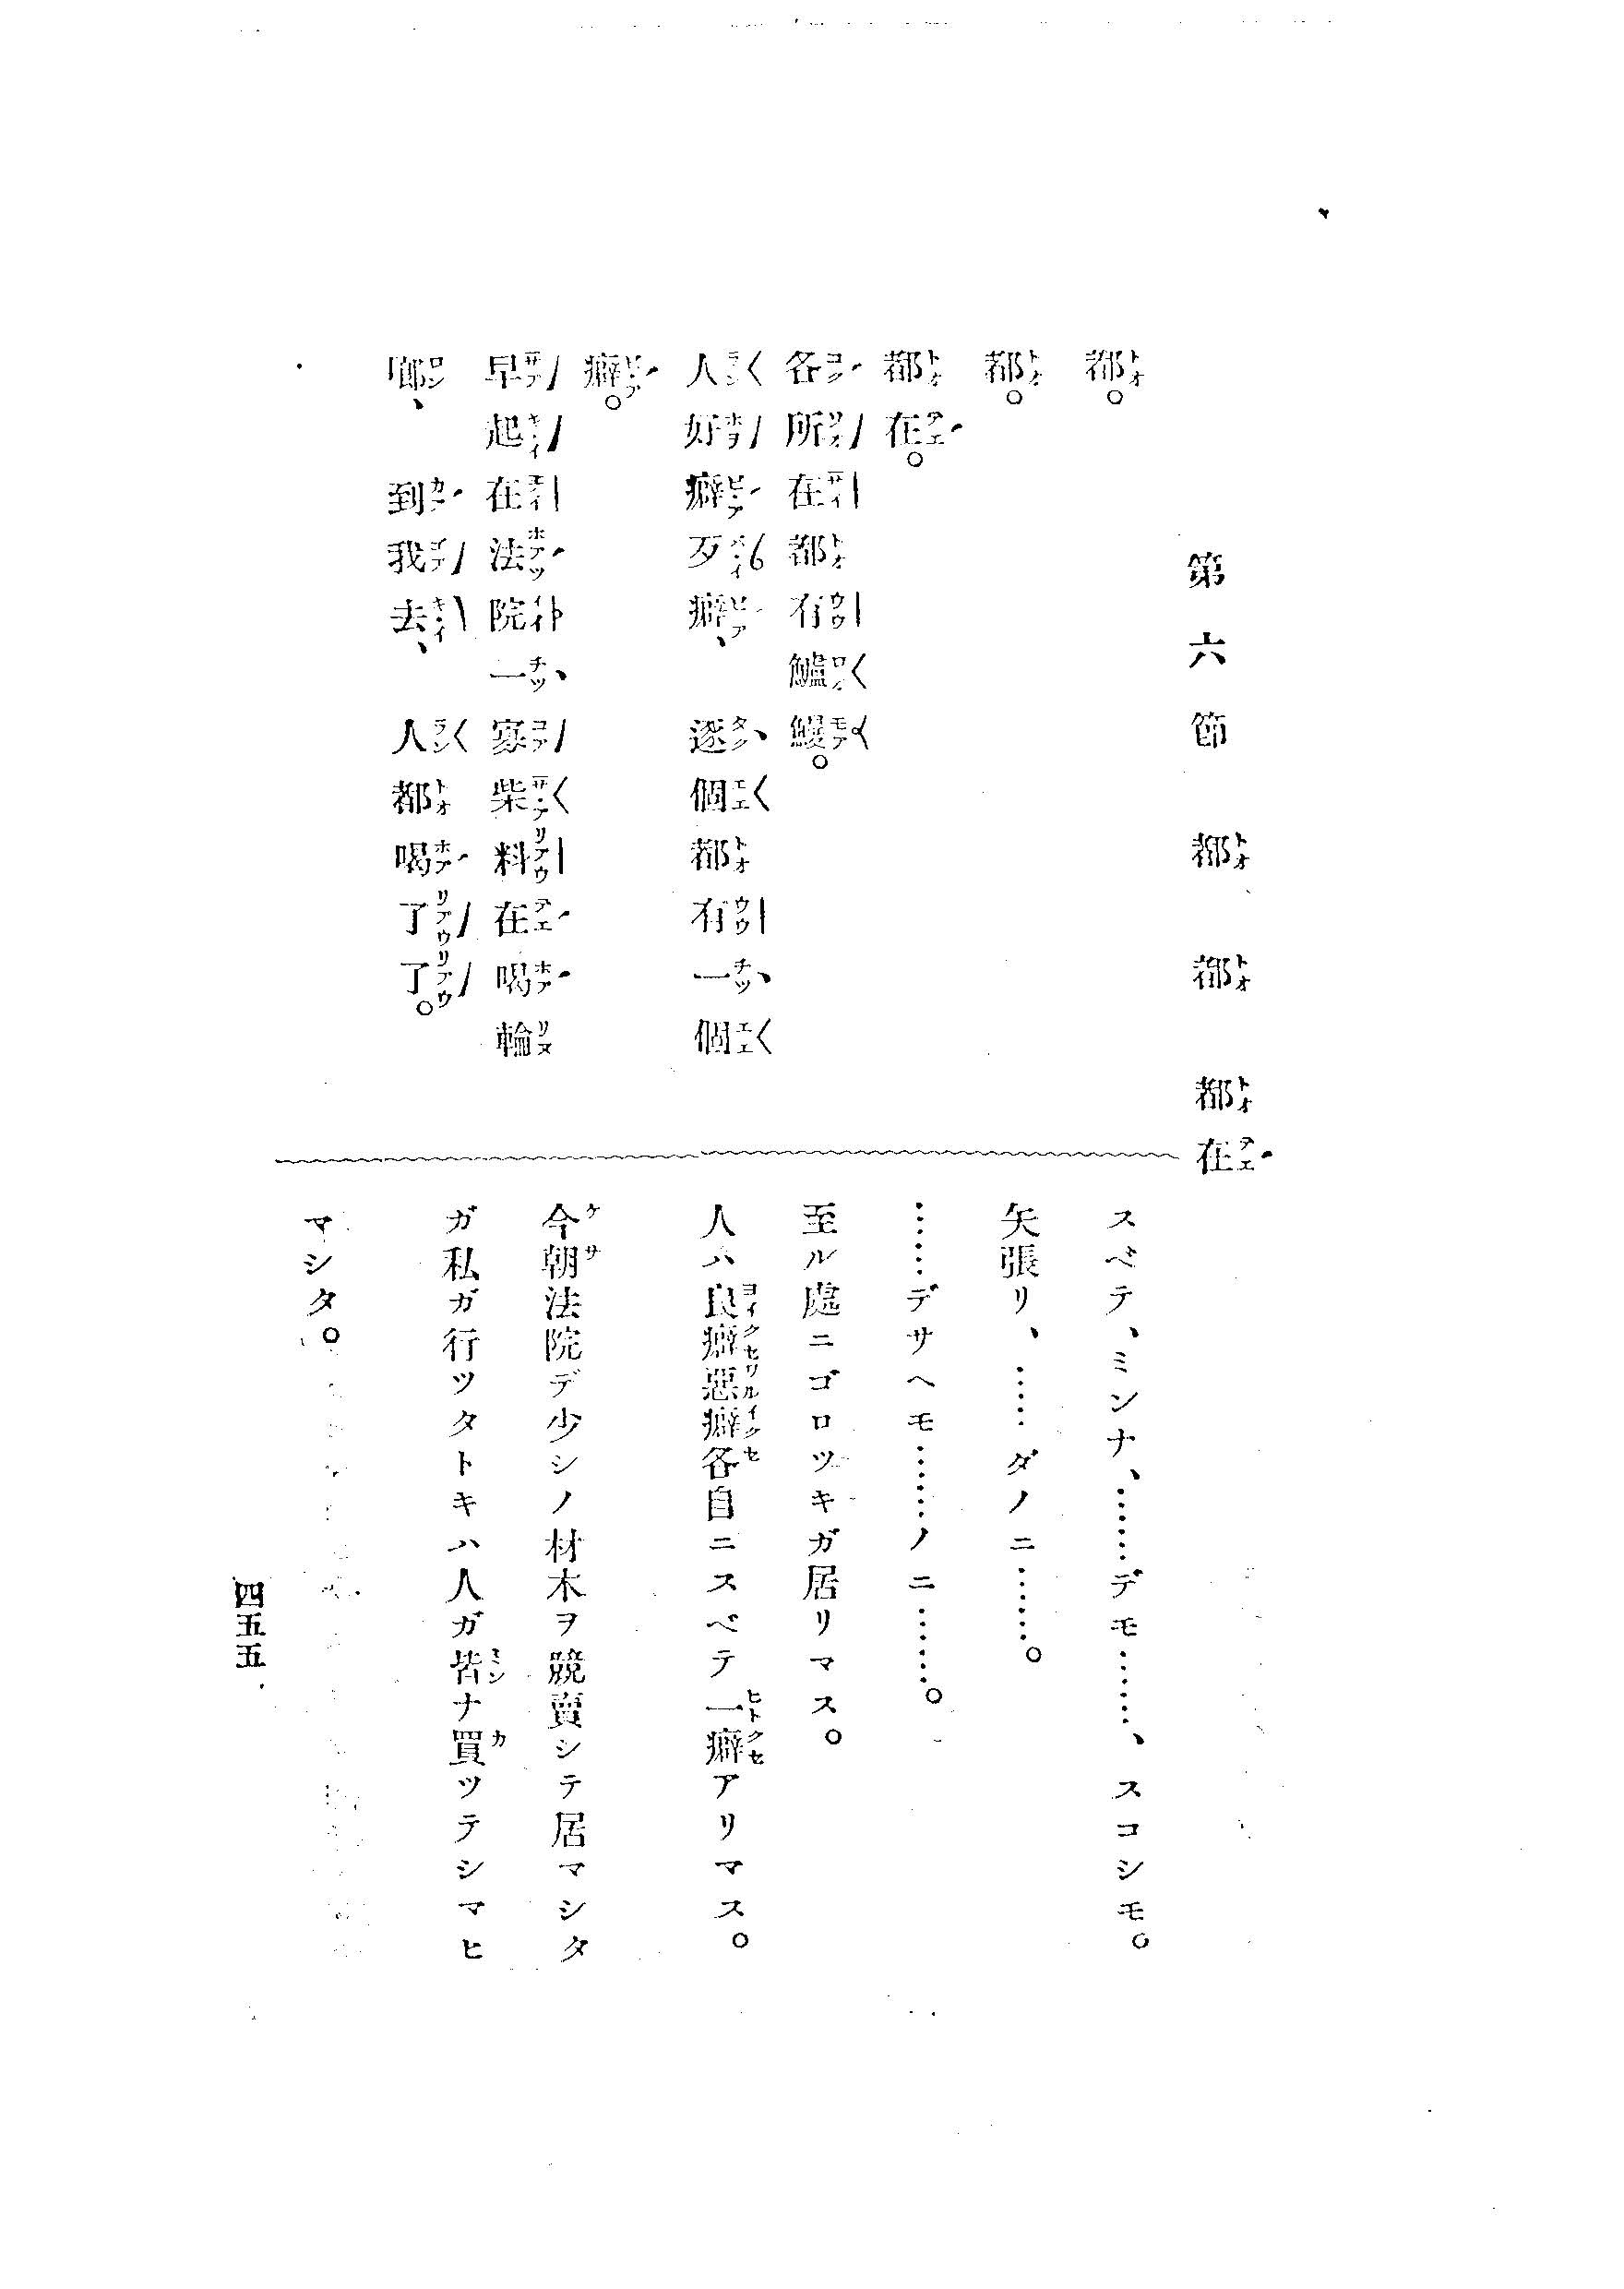 第六節 都 都 都在
都。
都。
都在。
各所在都有鱸鰻。
人好癖歹癖、逐個都有一個
癖。
早起在法院一寡柴料在喝輪
瑯、到我去、人都喝了了。
スベテ、ミンナ、……デモ……、スコシモ。
矢張リ、……ダノニ……。
……デサヘモ……ノニ……。
至ル處ニゴロツキガ居リマス。
人ハ良癖惡癖各自ニスベテ一癖アリマス。
今朝法院デ少シノ材木ヲ競賣シテ居マシタ
ガ私ガ行ツタトキハ人ガ皆ナ買ツテシマヒ
マシタ。
四五五